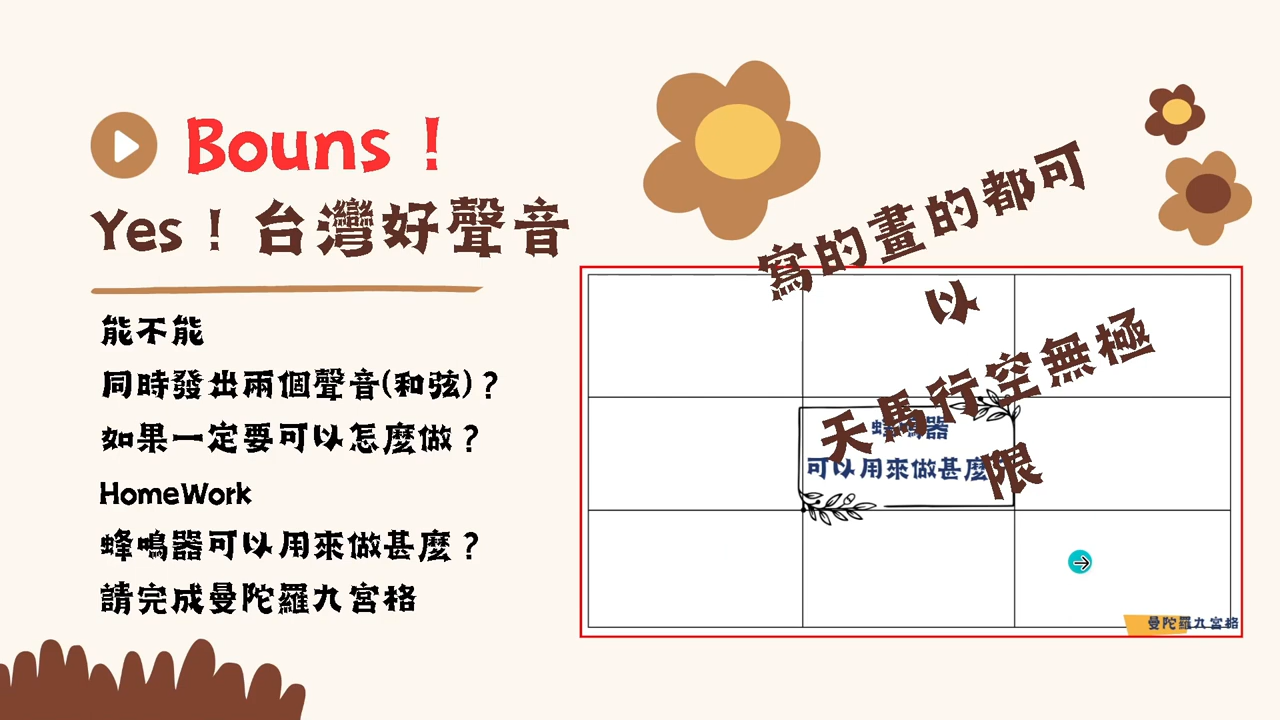 Bouns！
Yes！台灣好聲音
能不能
同時發出兩個聲音(和弦)？
如果一定要可以怎麼做？
HomeWork
蜂鳴器可以用來做甚麼？
請完成曼陀羅九宮格
寫的畫的都可
以
天馬行空無極
限
蜂鳴器
可以用來做甚麼
曼陀羅九宮格